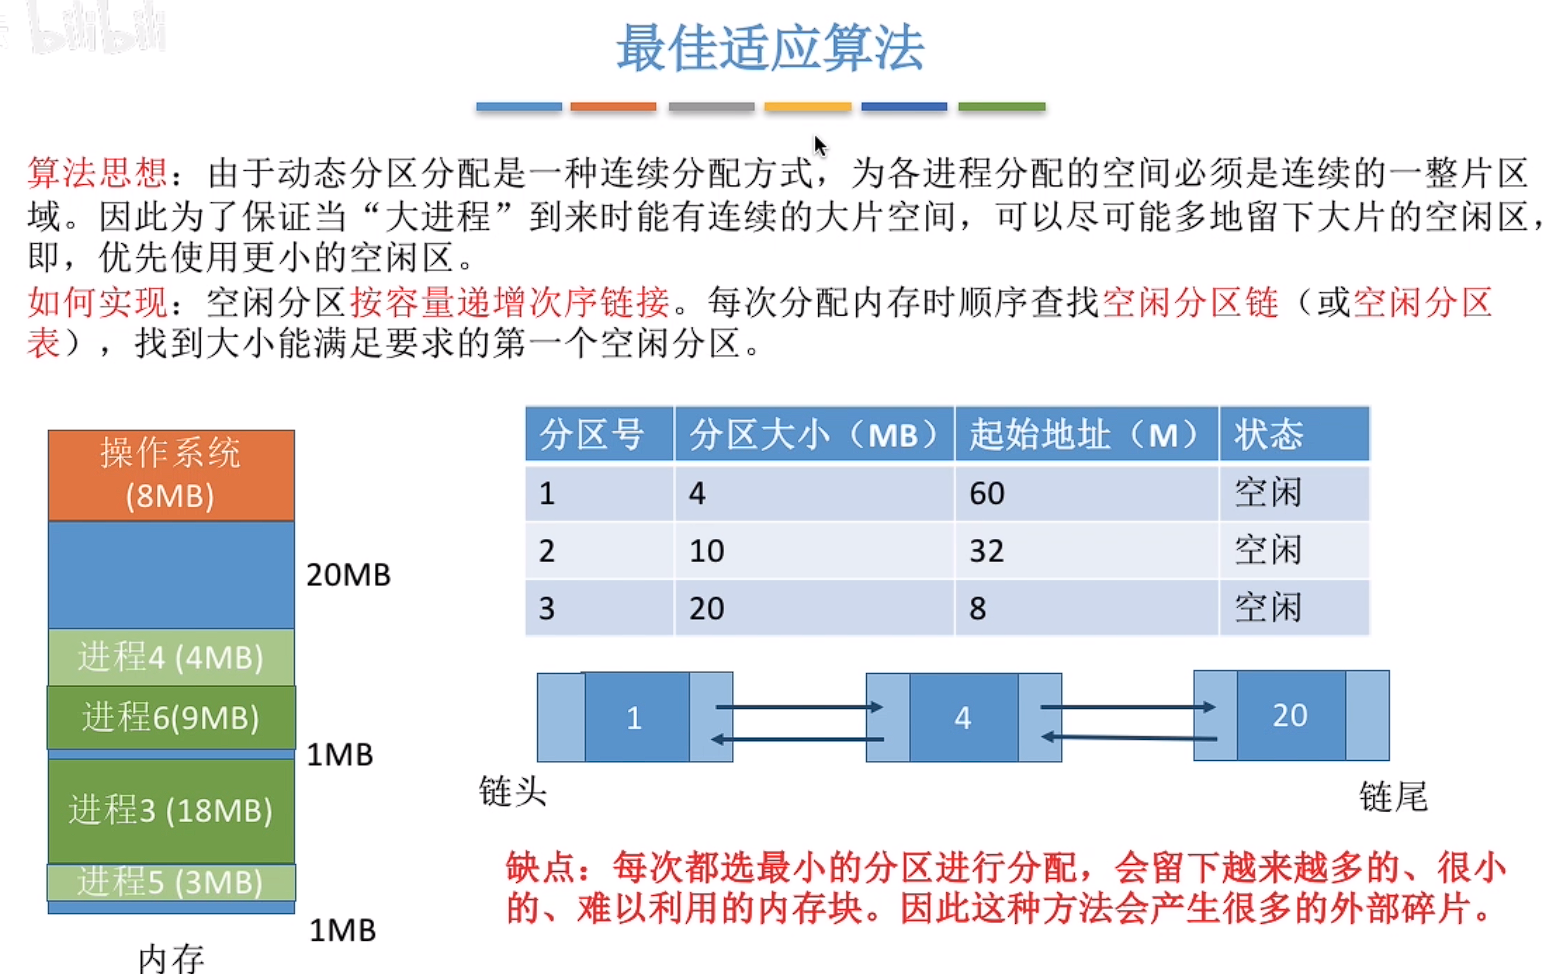 bilibili
最佳适应算法
算法思想：由于动态分区分配是一种连续分配方式，为各进程分配的空间必须是连续的一整片区
域。因此为了保证当“大进程”到来时能有连续的大片空间，可以尽可能多地留下大片的空闲区，
即，优先使用更小的空闲区。
如何实现：空闲分区按容量递增次序链接。每次分配内存时顺序查找空闲分区链（或空闲分区
表），找到大小能满足要求的第一个空闲分区。
操作系统
(8MB)
20MB
进程4 (4MB)
进程6(9MB)
1MB
进程3 (18MB)
进程5 (3MB)
1MB
内存
分区号 分区大小（MB） 起始地址（M） 状态
1 4 60 空闲
2 10 32 空闲
3 20 8 空闲
1 4 20
链头 链尾
缺点：每次都选最小的分区进行分配，会留下越来越多的、很小
的、难以利用的内存块。因此这种方法会产生很多的外部碎片。